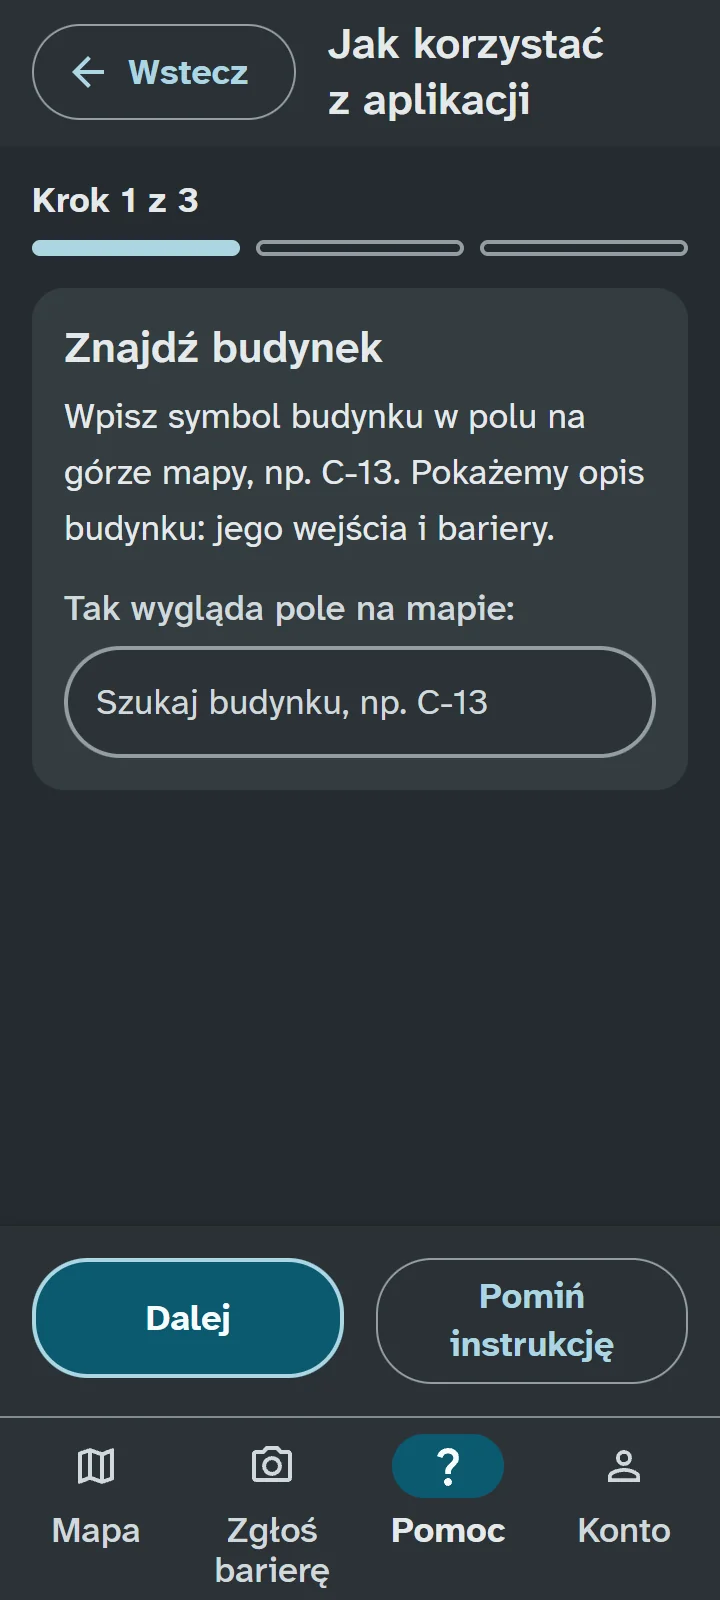 Wstecz
Jak korzystać
z aplikacji
Krok 1 z 3
Znajdź budynek
Wpisz symbol budynku w polu na
górze mapy, np. C-13. Pokażemy opis
budynku: jego wejścia i bariery.
Tak wygląda pole na mapie:
Szukaj budynku, np. C-13
Dalej
Pomiń
instrukcję
Mapa
Zgłoś
barierę
Pomoc
Konto